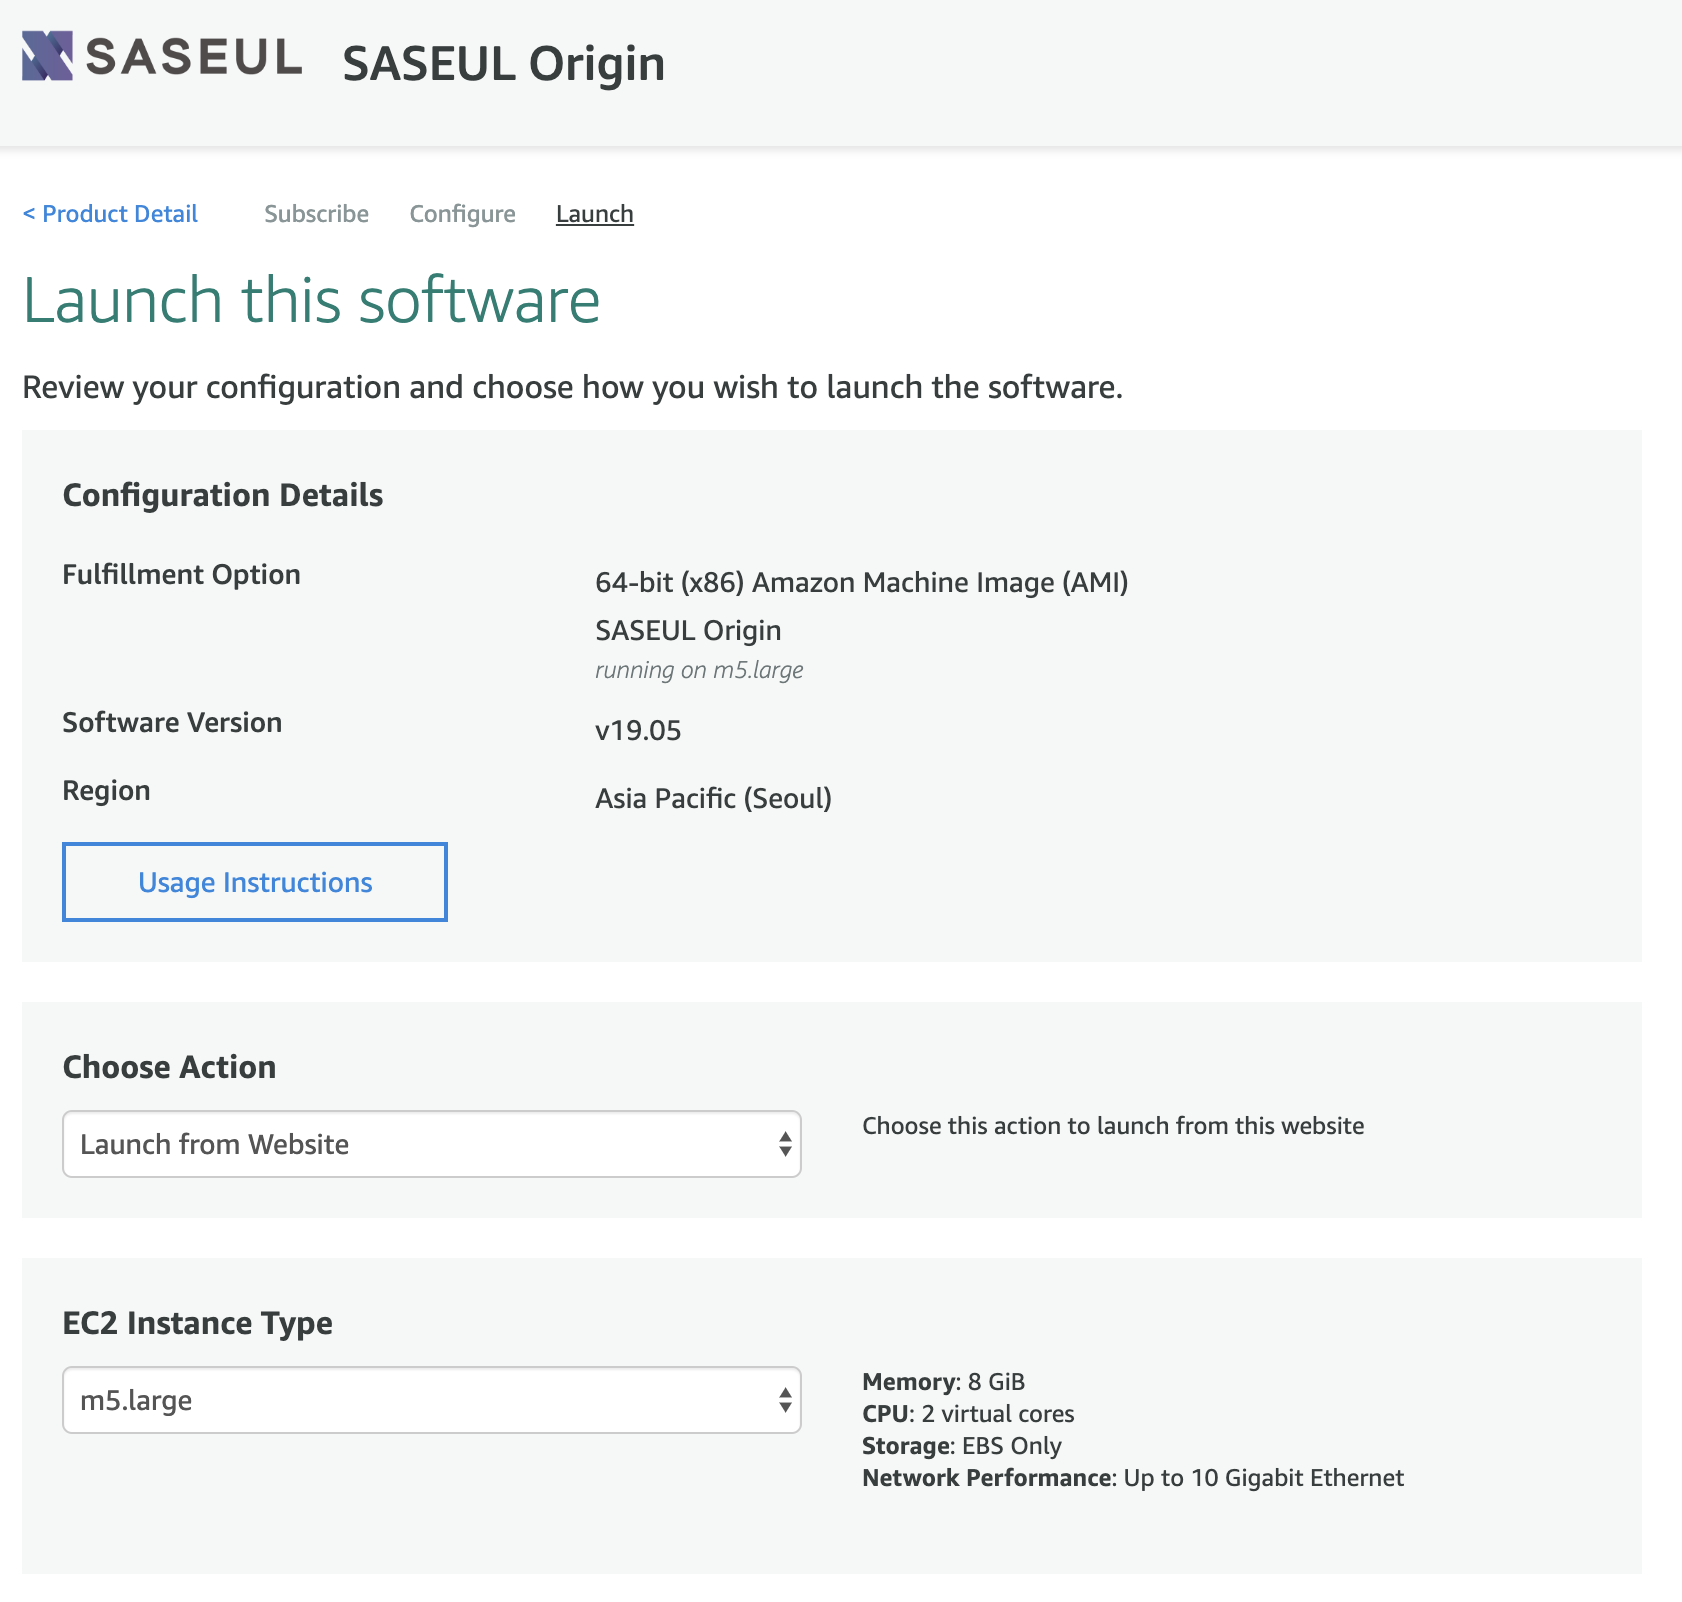 SASEUL SASEUL Origin
< Product Detail Subscribe Configure Launch
Launch this software
Review your configuration and choose how you wish to launch the software.
Configuration Details
Fulfillment Option
64-bit (x86) Amazon Machine Image (AMI)
SASEUL Origin
running on m5.large
Software Version
v19.05
Region
Asia Pacific (Seoul)
Usage Instructions
Choose Action
Launch from Website
Choose this action to launch from this website
EC2 Instance Type
m5.large
Memory: 8 GiB
CPU: 2 virtual cores
Storage: EBS Only
Network Performance: Up to 10 Gigabit Ethernet